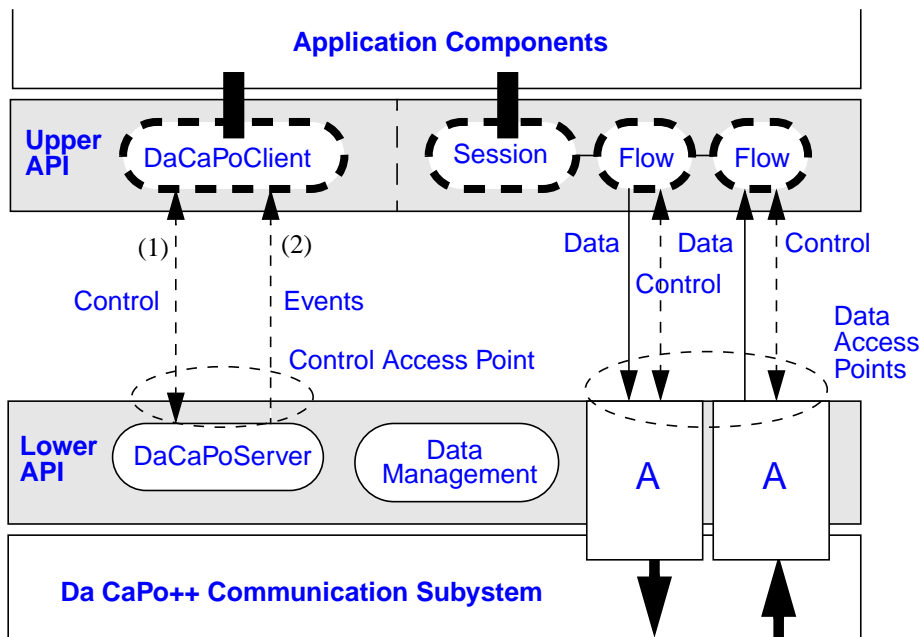 Application Components
Upper
API
DaCaPoClient
Session
Flow
Flow
(1)
(2)
Data
Data
Control
Control
Control
Events
Data
Access
Points
Control Access Point
Lower
API
DaCaPoServer
Data
Management
A
A
Da CaPo++ Communication Subystem